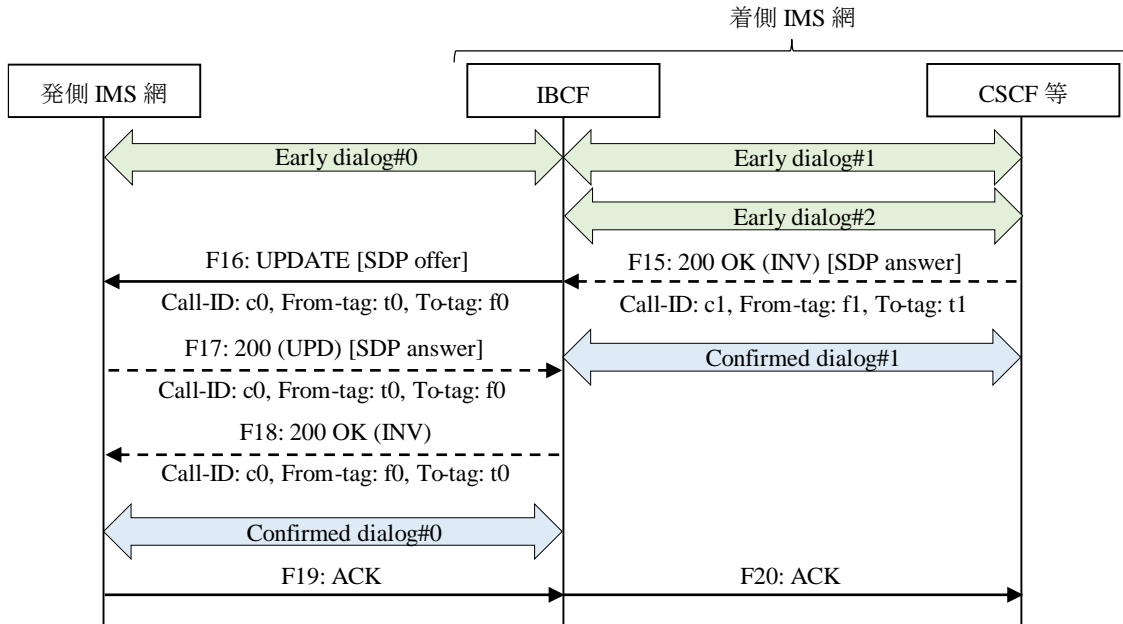 着側 IMS 網
発側 IMS 網
IBCF
CSCF 等
Early dialog#0
Early dialog#1
Early dialog#2
F16: UPDATE [SDP offer]
F15: 200 OK (INV) [SDP answer]
Call-ID: c0, From-tag: t0, To-tag: f0
Call-ID: c1, From-tag: f1, To-tag: t1
F17: 200 (UPD) [SDP answer]
Confirmed dialog#1
Call-ID: c0, From-tag: t0, To-tag: f0
F18: 200 OK (INV)
Call-ID: c0, From-tag: f0, To-tag: t0
Confirmed dialog#0
F19: ACK
F20: ACK